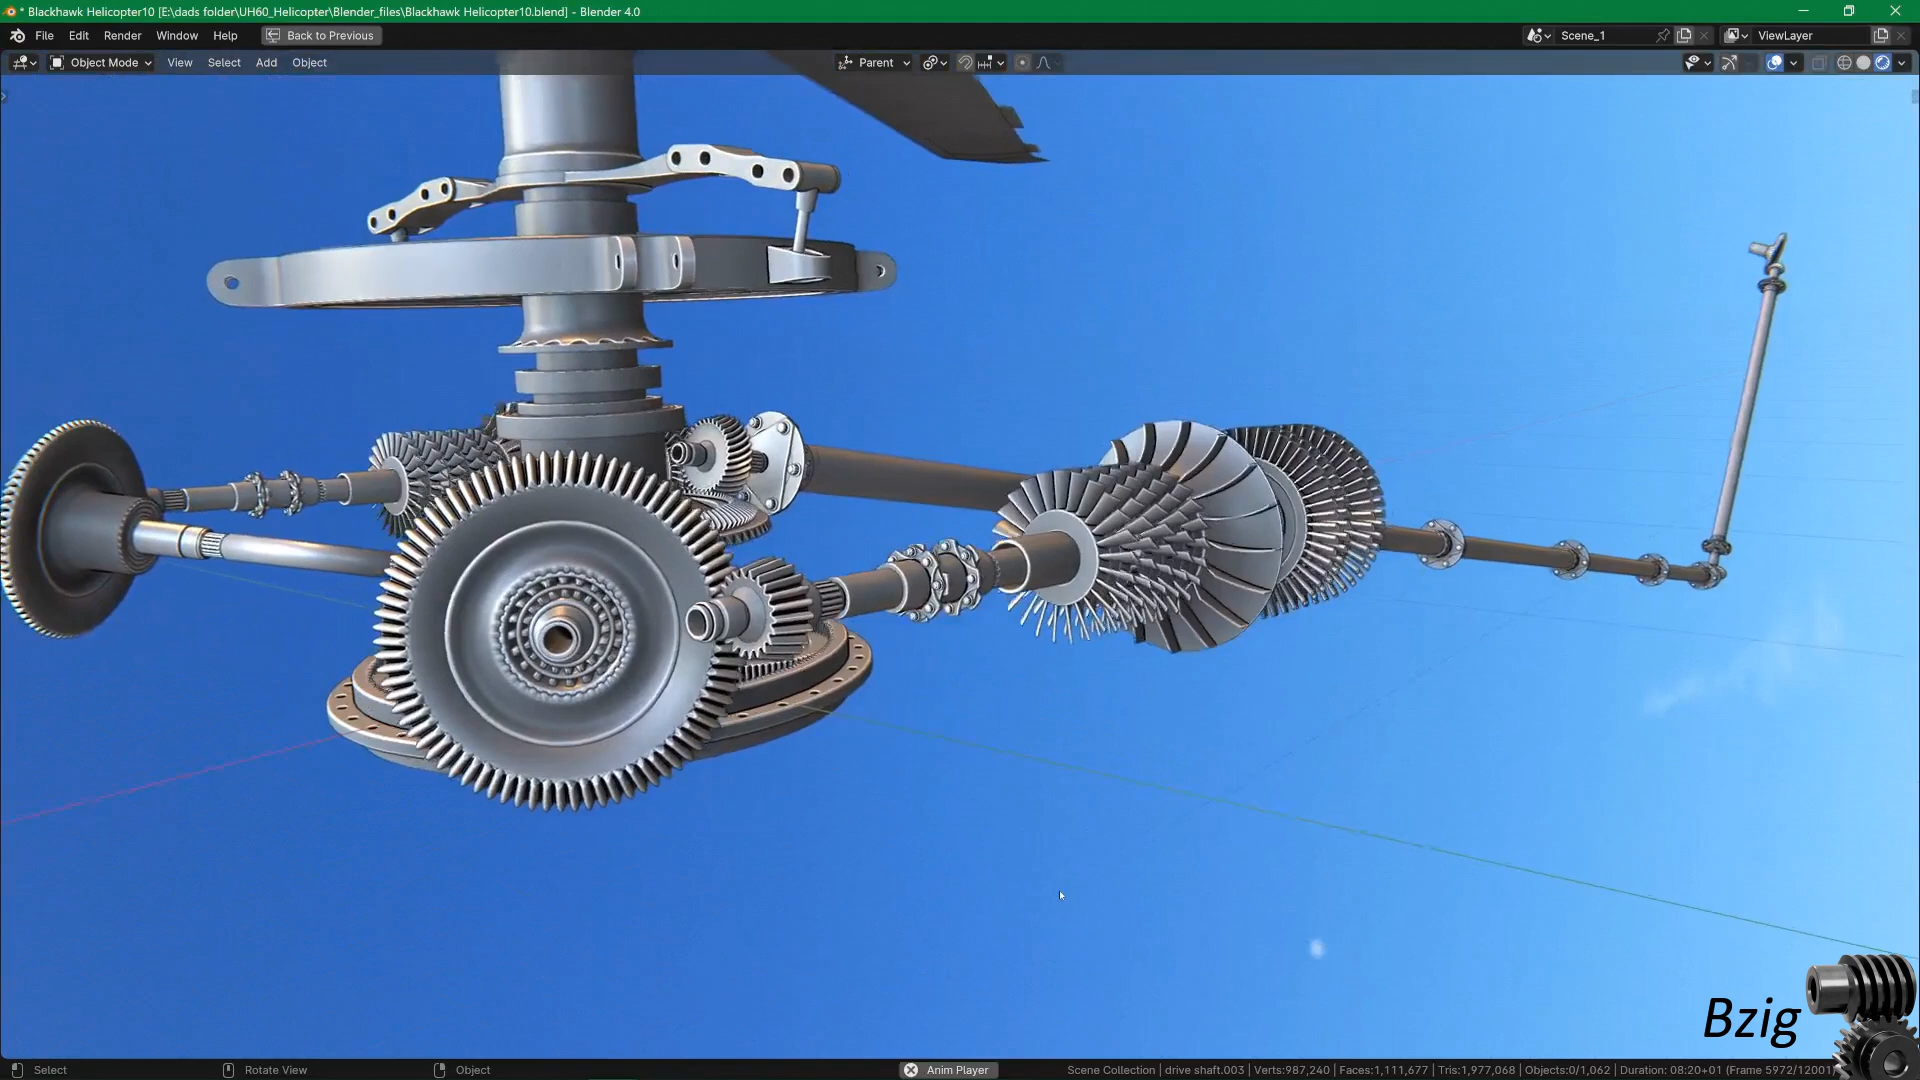 * Blackhawk Helicopter10 [E:\dads folder\UH60_Helicopter\Blender_files\Blackhawk Helicopter10.blend] - Blender 4.0
File Edit Render Window Help Back to Previous Scene_1 ViewLayer
Object Mode View Select Add Object Parent
Bzig
Select Rotate View Object Anim Player Scene Collection | drive shaft.003 | Verts:987,240 | Faces:1,111,677 | Tris:1,977,068 | Objects:0/1,062 | Duration: 08:20+01 (Frame 5972/12001)